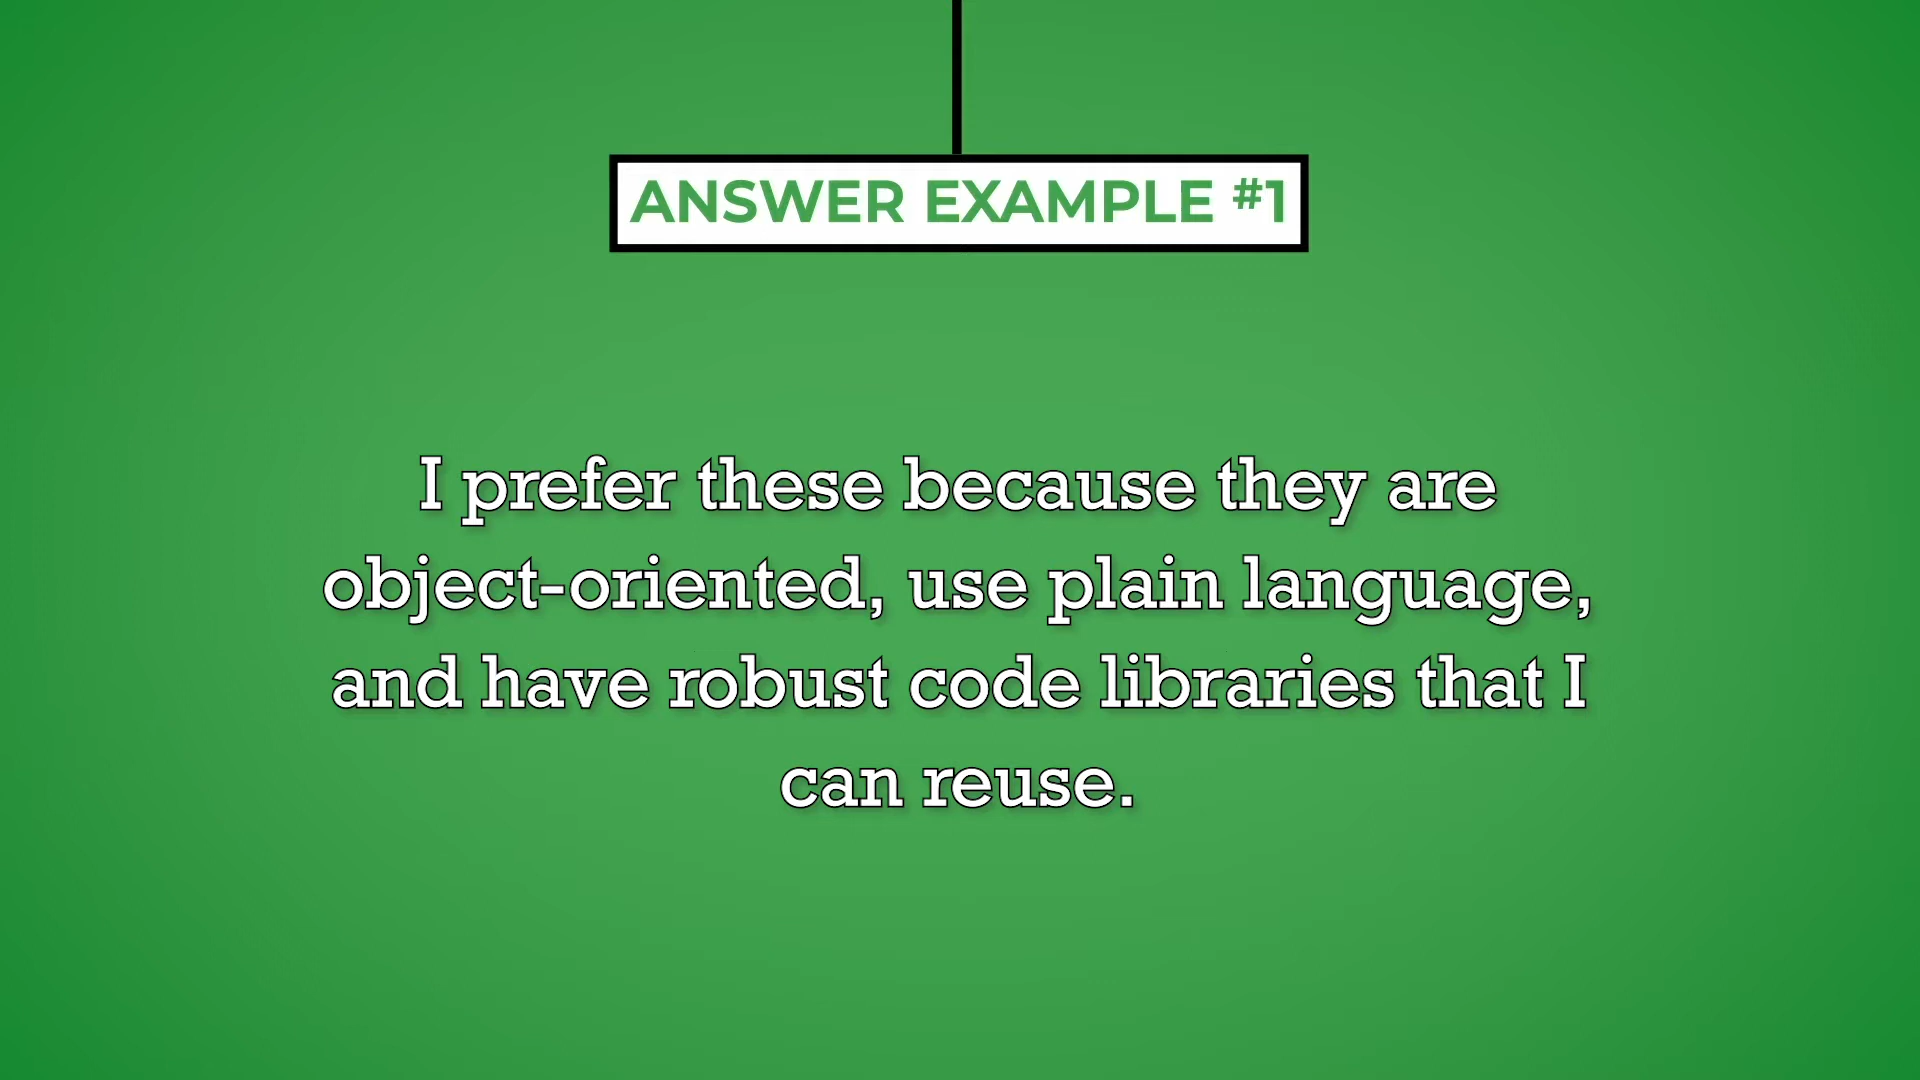 ANSWER EXAMPLE #1
I prefer these because they are
object-oriented, use plain language,
and have robust code libraries that I
can reuse.